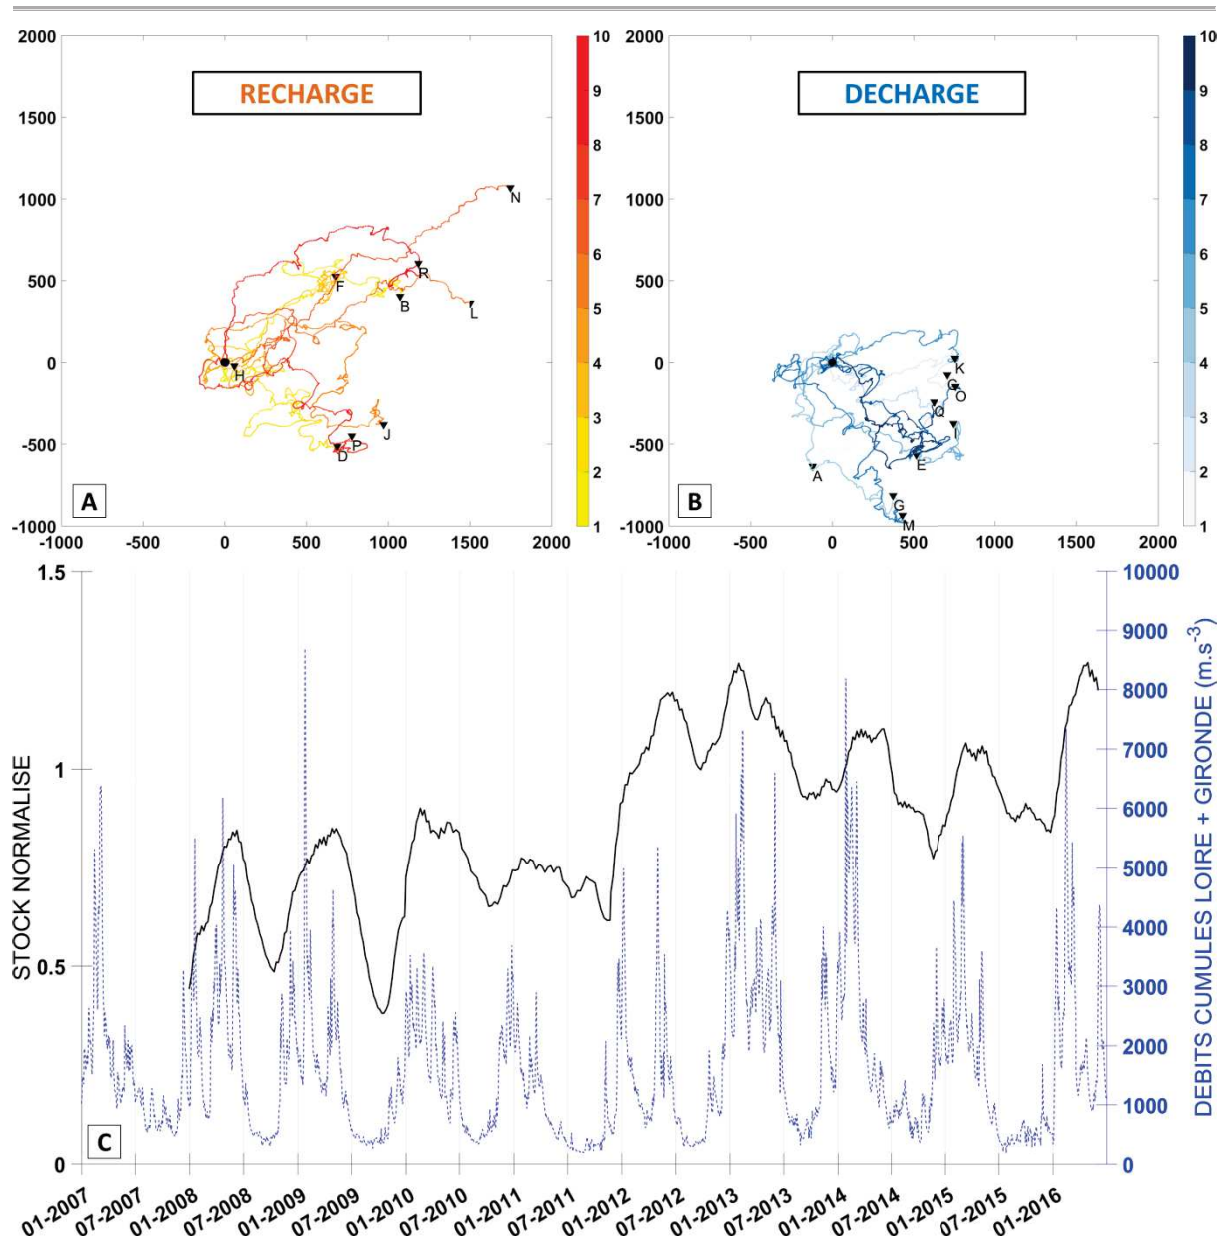 RECHARGE
2000
1500
1000
500
0
-500
-1000
-1000 -500 0 500 1000 1500 2000
10
9
8
7
6
5
4
3
2
1
N
R
F
B
L
H
J
P
D
A
DECHARGE
2000
1500
1000
500
0
-500
-1000
-1000 -500 0 500 1000 1500 2000
10
9
8
7
6
5
4
3
2
1
K
C
O
Q
I
E
A
G
M
B
STOCK NORMALISE
1.5
1
0.5
0
DEBITS CUMULES LOIRE + GIRONDE (m.s-3)
10000
9000
8000
7000
6000
5000
4000
3000
2000
1000
0
C
01-2007 07-2007 01-2008 07-2008 01-2009 07-2009 01-2010 07-2010 01-2011 07-2011 01-2012 07-2012 01-2013 07-2013 01-2014 07-2014 01-2015 07-2015 01-2016